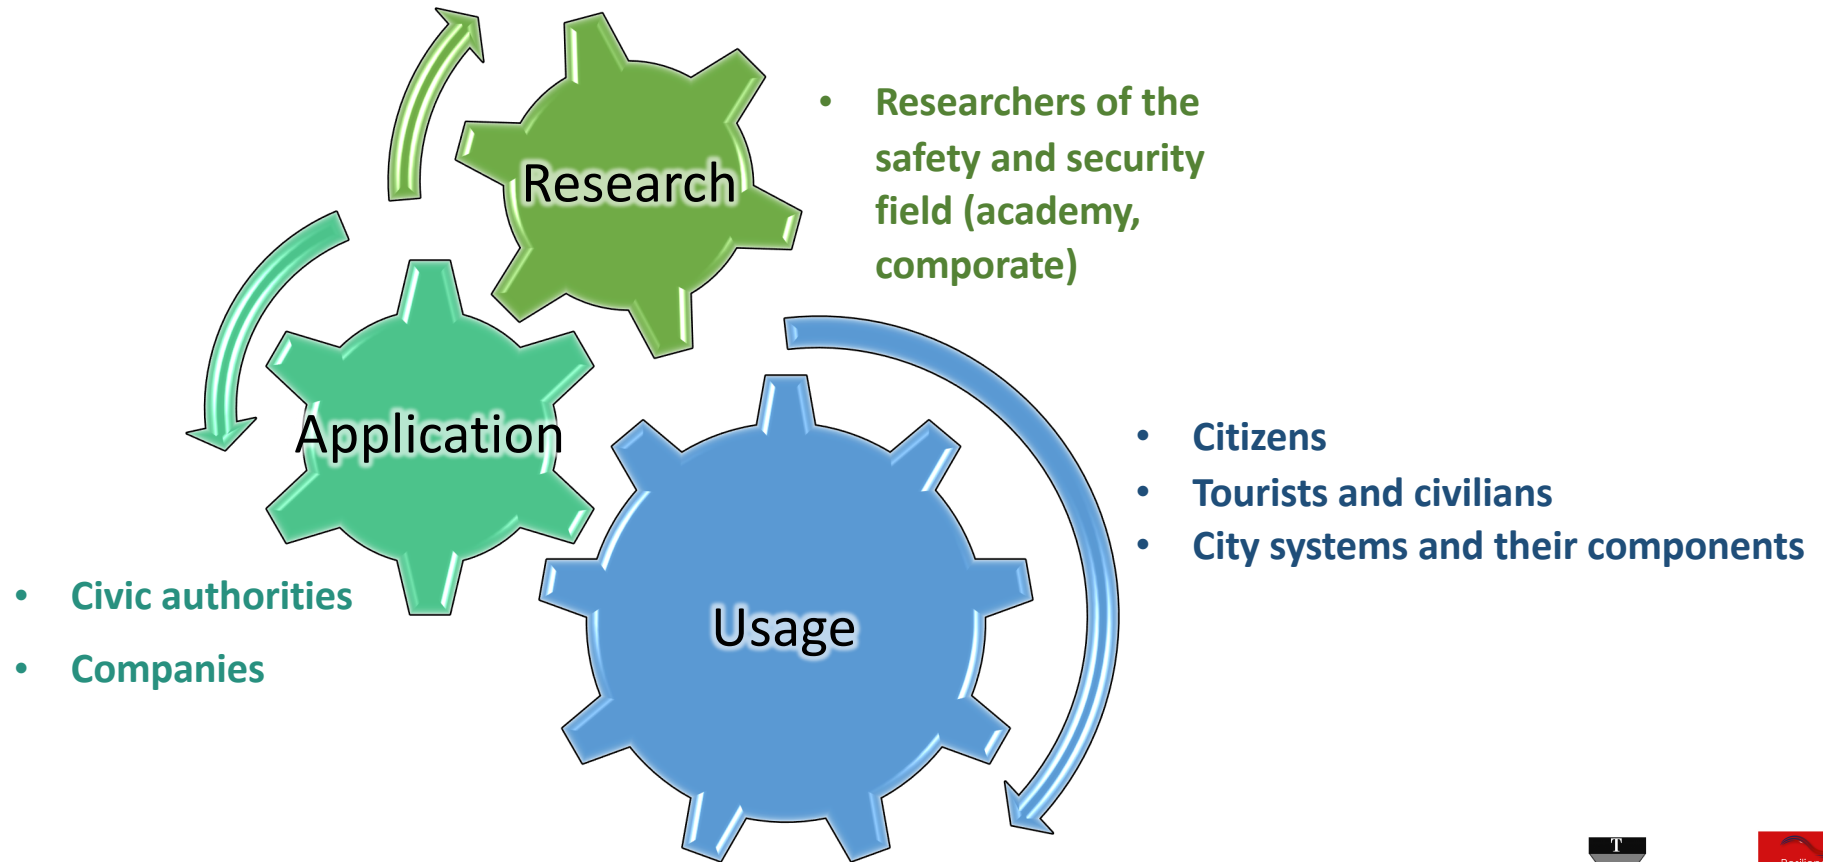 Research
• Researchers of the
safety and security
field (academy,
comporate)
Application
• Civic authorities
• Companies
Usage
• Citizens
• Tourists and civilians
• City systems and their components
T